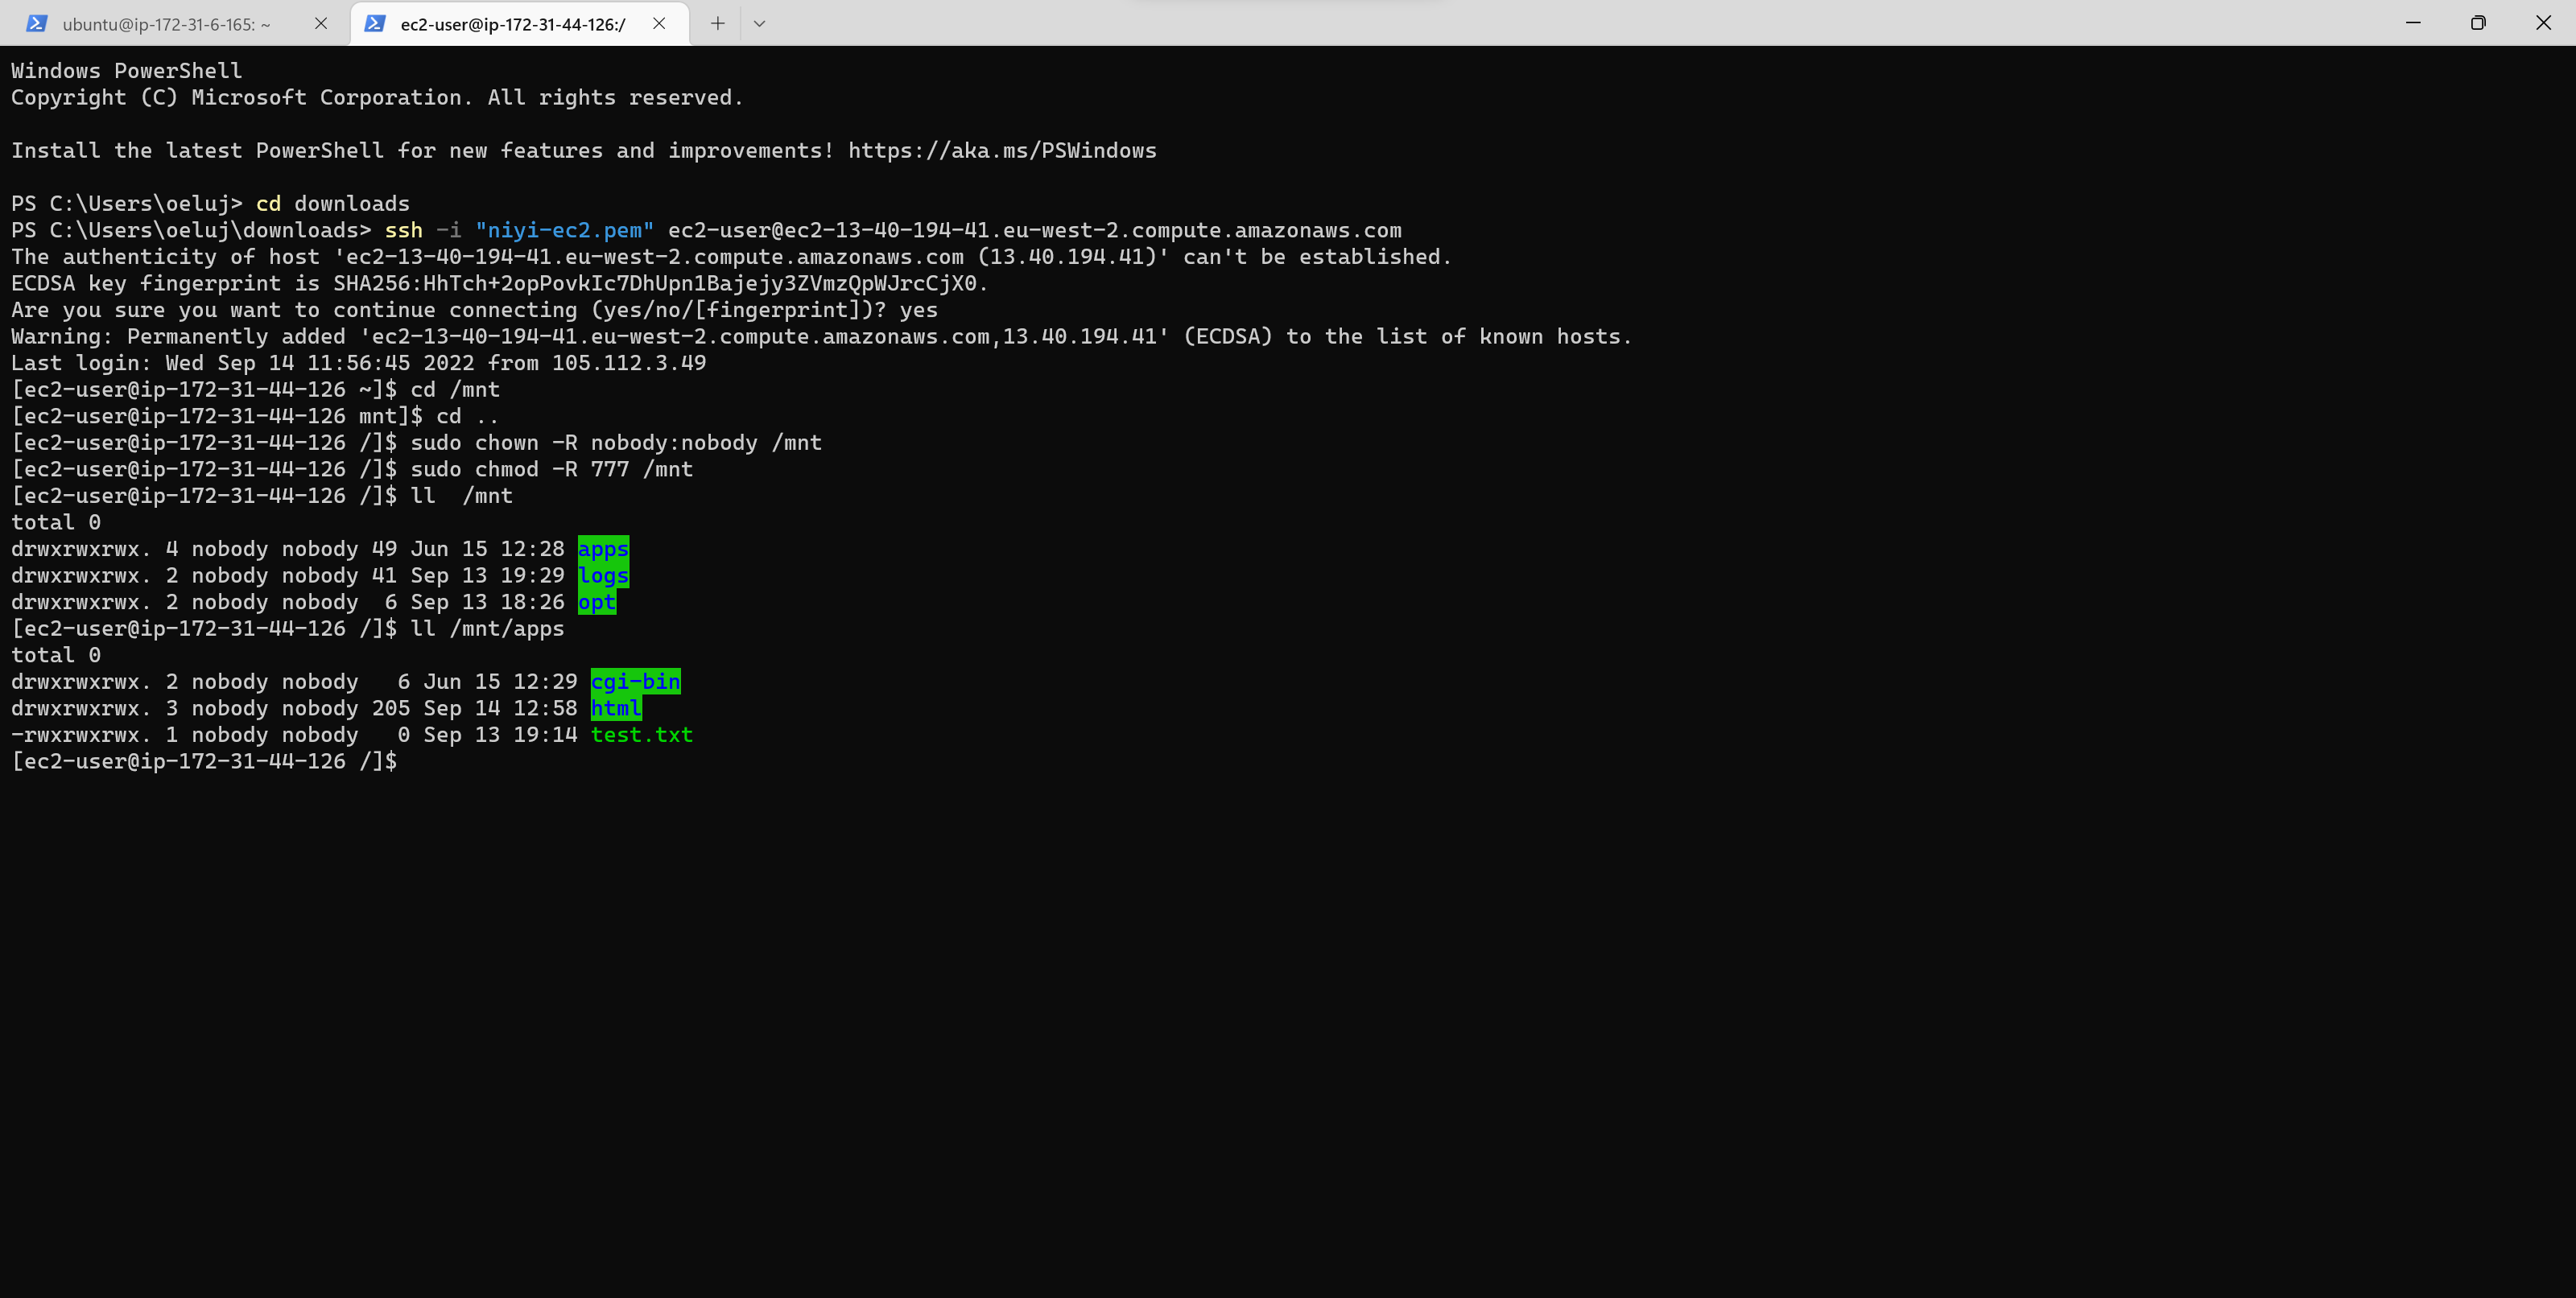 ubuntu@ip-172-31-6-165: ~
ec2-user@ip-172-31-44-126:/
Windows PowerShell
Copyright (C) Microsoft Corporation. All rights reserved.
Install the latest PowerShell for new features and improvements! https://aka.ms/PSWindows
PS C:\Users\oeluj> cd downloads
PS C:\Users\oeluj\downloads> ssh -i "niyi-ec2.pem" ec2-user@ec2-13-40-194-41.eu-west-2.compute.amazonaws.com
The authenticity of host 'ec2-13-40-194-41.eu-west-2.compute.amazonaws.com (13.40.194.41)' can't be established.
ECDSA key fingerprint is SHA256:HhTch+2opPovkIc7DhUpn1Bajejy3ZVmzQpWJrcCjX0.
Are you sure you want to continue connecting (yes/no/[fingerprint])? yes
Warning: Permanently added 'ec2-13-40-194-41.eu-west-2.compute.amazonaws.com,13.40.194.41' (ECDSA) to the list of known hosts.
Last login: Wed Sep 14 11:56:45 2022 from 105.112.3.49
[ec2-user@ip-172-31-44-126 ~]$ cd /mnt
[ec2-user@ip-172-31-44-126 mnt]$ cd ..
[ec2-user@ip-172-31-44-126 /]$ sudo chown -R nobody:nobody /mnt
[ec2-user@ip-172-31-44-126 /]$ sudo chmod -R 777 /mnt
[ec2-user@ip-172-31-44-126 /]$ ll  /mnt
total 0
drwxrwxrwx. 4 nobody nobody 49 Jun 15 12:28 apps
drwxrwxrwx. 2 nobody nobody 41 Sep 13 19:29 logs
drwxrwxrwx. 2 nobody nobody  6 Sep 13 18:26 opt
[ec2-user@ip-172-31-44-126 /]$ ll /mnt/apps
total 0
drwxrwxrwx. 2 nobody nobody   6 Jun 15 12:29 cgi-bin
drwxrwxrwx. 3 nobody nobody 205 Sep 14 12:58 html
-rwxrwxrwx. 1 nobody nobody   0 Sep 13 19:14 test.txt
[ec2-user@ip-172-31-44-126 /]$